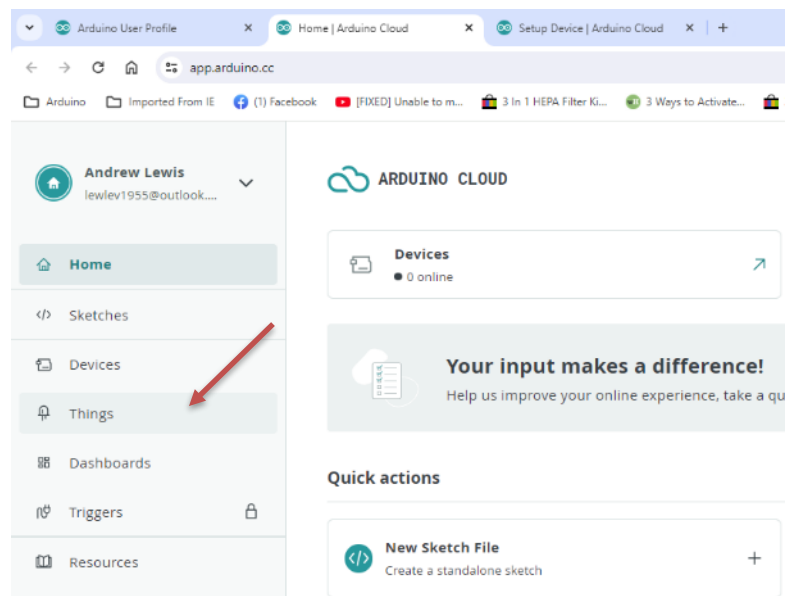 Arduino User Profile
Home | Arduino Cloud
Setup Device | Arduino Cloud
app.arduino.cc
Arduino
Imported From IE
(1) Facebook
[FIXED] Unable to m...
3 In 1 HEPA Filter Ki...
3 Ways to Activate...
Andrew Lewis
lewlev1955@outlook....
ARDUINO CLOUD
Home
Devices
0 online
Sketches
Devices
Your input makes a difference!
Help us improve your online experience, take a qu
Things
Dashboards
Quick actions
Triggers
New Sketch File
Create a standalone sketch
Resources